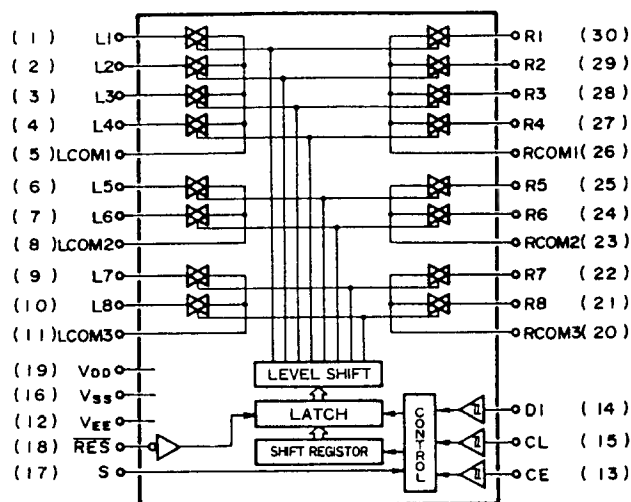 (1) L1 R1 (30)
(2) L2 R2 (29)
(3) L3 R3 (28)
(4) L4 R4 (27)
(5) LCOM1 RCOM1 (26)
(6) L5 R5 (25)
(7) L6 R6 (24)
(8) LCOM2 RCOM2 (23)
(9) L7 R7 (22)
(10) L8 R8 (21)
(11) LCOM3 RCOM3 (20)
(19) VDD LEVEL SHIFT
(16) VSS
(12) VEE LATCH CONTROL DI (14)
(18) RES CL (15)
(17) S SHIFT REGISTOR CE (13)